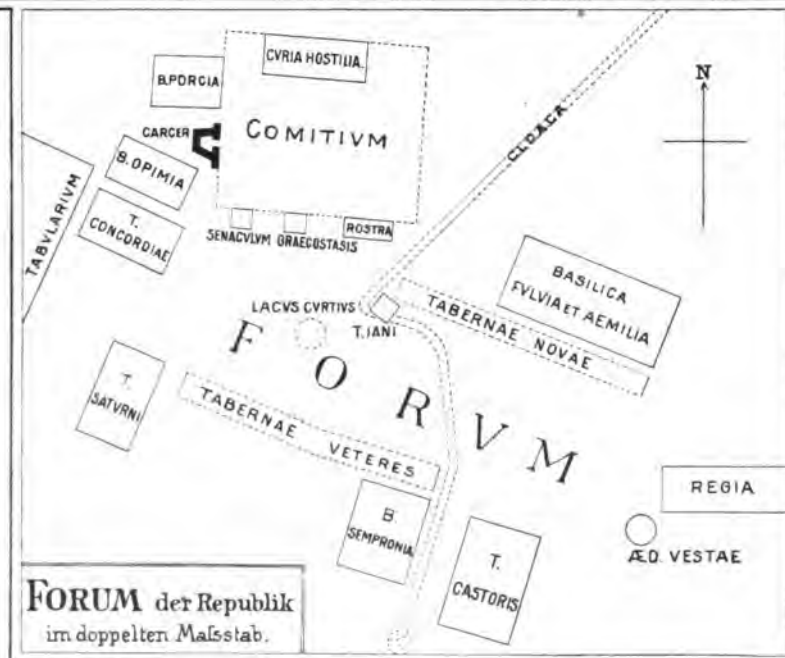 CVRIA HOSTILIA.
B.PORCIA
N
CARCER
COMITIVM
CLOACA
B. OPIMIA
TABVLARIVM
T.
CONCORDIAE
SENACVLVM
GRAECOSTASIS
ROSTRA
BASILICA
FVLVIA ET AEMILIA
LACVS CVRTIVS
T. IANI
TABERNAE NOVAE
FORVM
T.
SATVRNI
TABERNAE VETERES
REGIA
B.
SEMPRONIA
T.
CASTORIS
ÆD. VESTAE
FORUM der Republik
im doppelten Maſsstab.